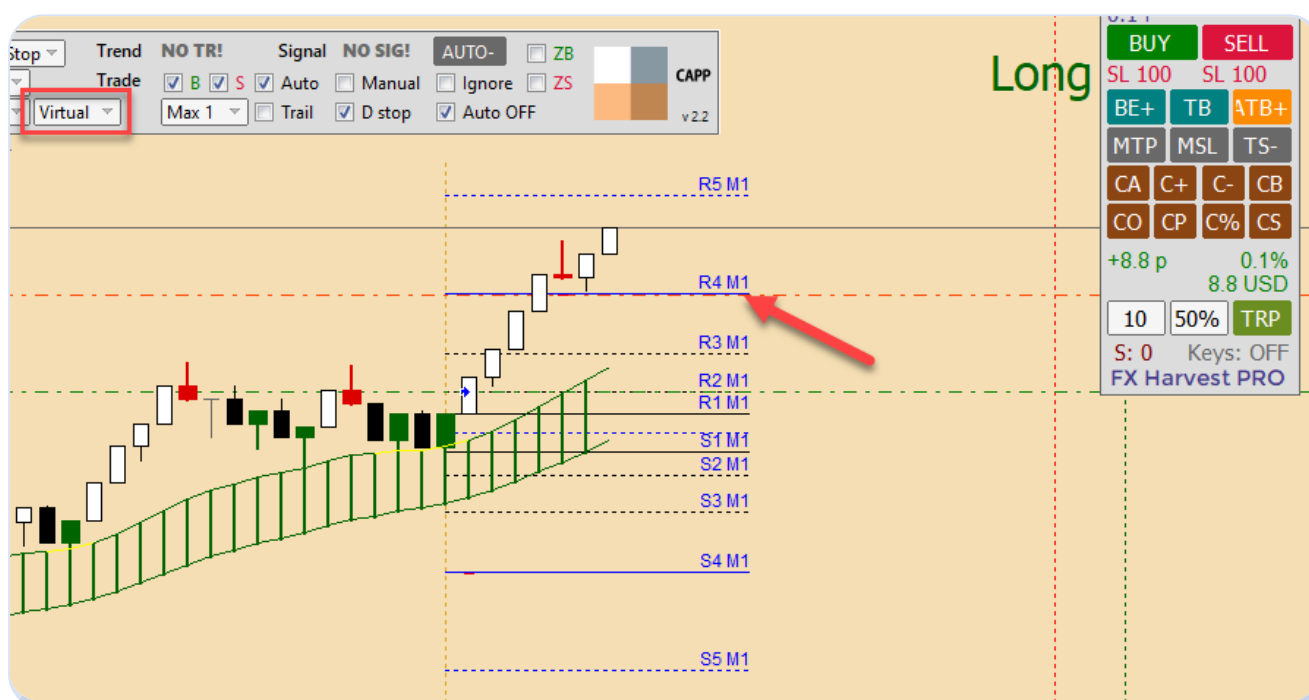 Stop Trend NO TR! Signal NO SIG! AUTO- ZB
Trade B S Auto Manual Ignore ZS CAPP
Virtual Max 1 Trail D stop Auto OFF v 2.2
Long
BUY SELL
SL 100 SL 100
BE+ TB ATB+
MTP MSL TS-
CA C+ C- CB
CO CP C% CS
+8.8 p 0.1%
8.8 USD
10 50% TRP
S: 0 Keys: OFF
FX Harvest PRO
R5 M1
R4 M1
R3 M1
R2 M1
R1 M1
S1 M1
S2 M1
S3 M1
S4 M1
S5 M1